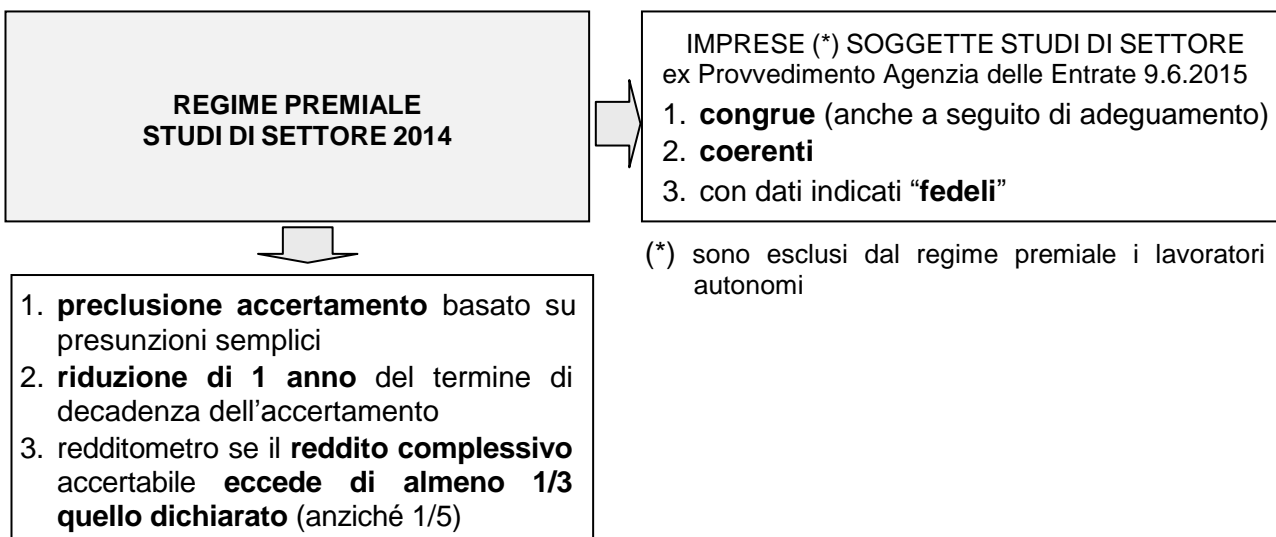 REGIME PREMIALE
STUDI DI SETTORE 2014
IMPRESE (*) SOGGETTE STUDI DI SETTORE
ex Provvedimento Agenzia delle Entrate 9.6.2015
1. congrue (anche a seguito di adeguamento)
2. coerenti
3. con dati indicati “fedeli”
(*) sono esclusi dal regime premiale i lavoratori
autonomi
1. preclusione accertamento basato su
presunzioni semplici
2. riduzione di 1 anno del termine di
decadenza dell’accertamento
3. redditometro se il reddito complessivo
accertabile eccede di almeno 1/3
quello dichiarato (anziché 1/5)